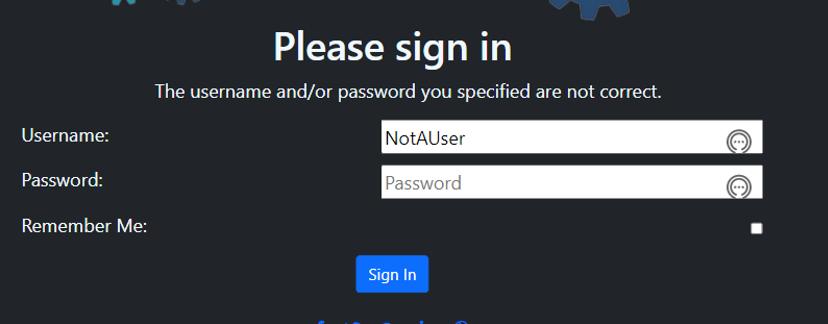 Please sign in
The username and/or password you specified are not correct.
Username:
NotAUser
Password:
Password
Remember Me:
Sign In